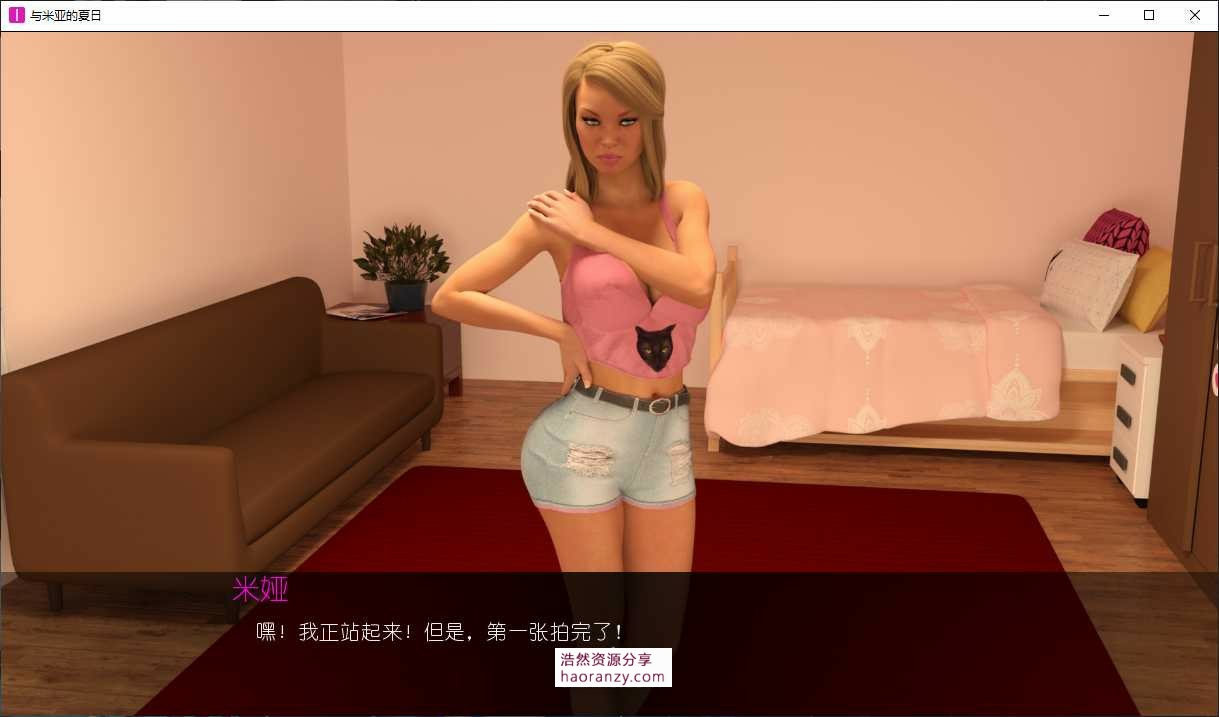 与米亚的夏日
米娅
嘿！我正站起来！但是，第一张拍完了！
浩然资源分享
haoranzy.com